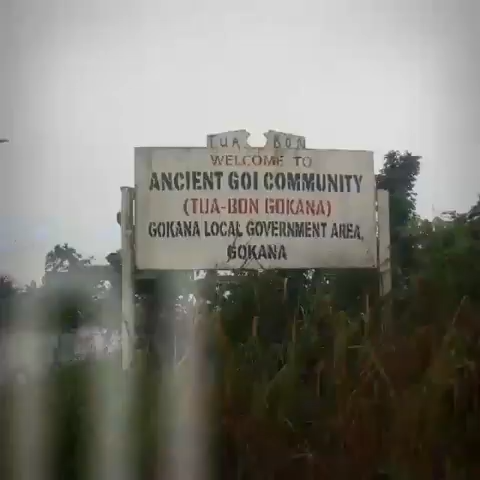 TUA BON
WELCOME TO
ANCIENT GOI COMMUNITY
(TUA-BON GOKANA)
GOKANA LOCAL GOVERNMENT AREA,
GOKANA